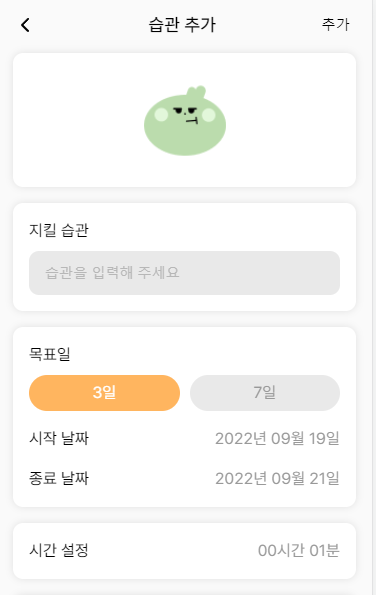 습관 추가
추가
지킬 습관
습관을 입력해 주세요
목표일
3일
7일
시작 날짜
2022년 09월 19일
종료 날짜
2022년 09월 21일
시간 설정
00시간 01분